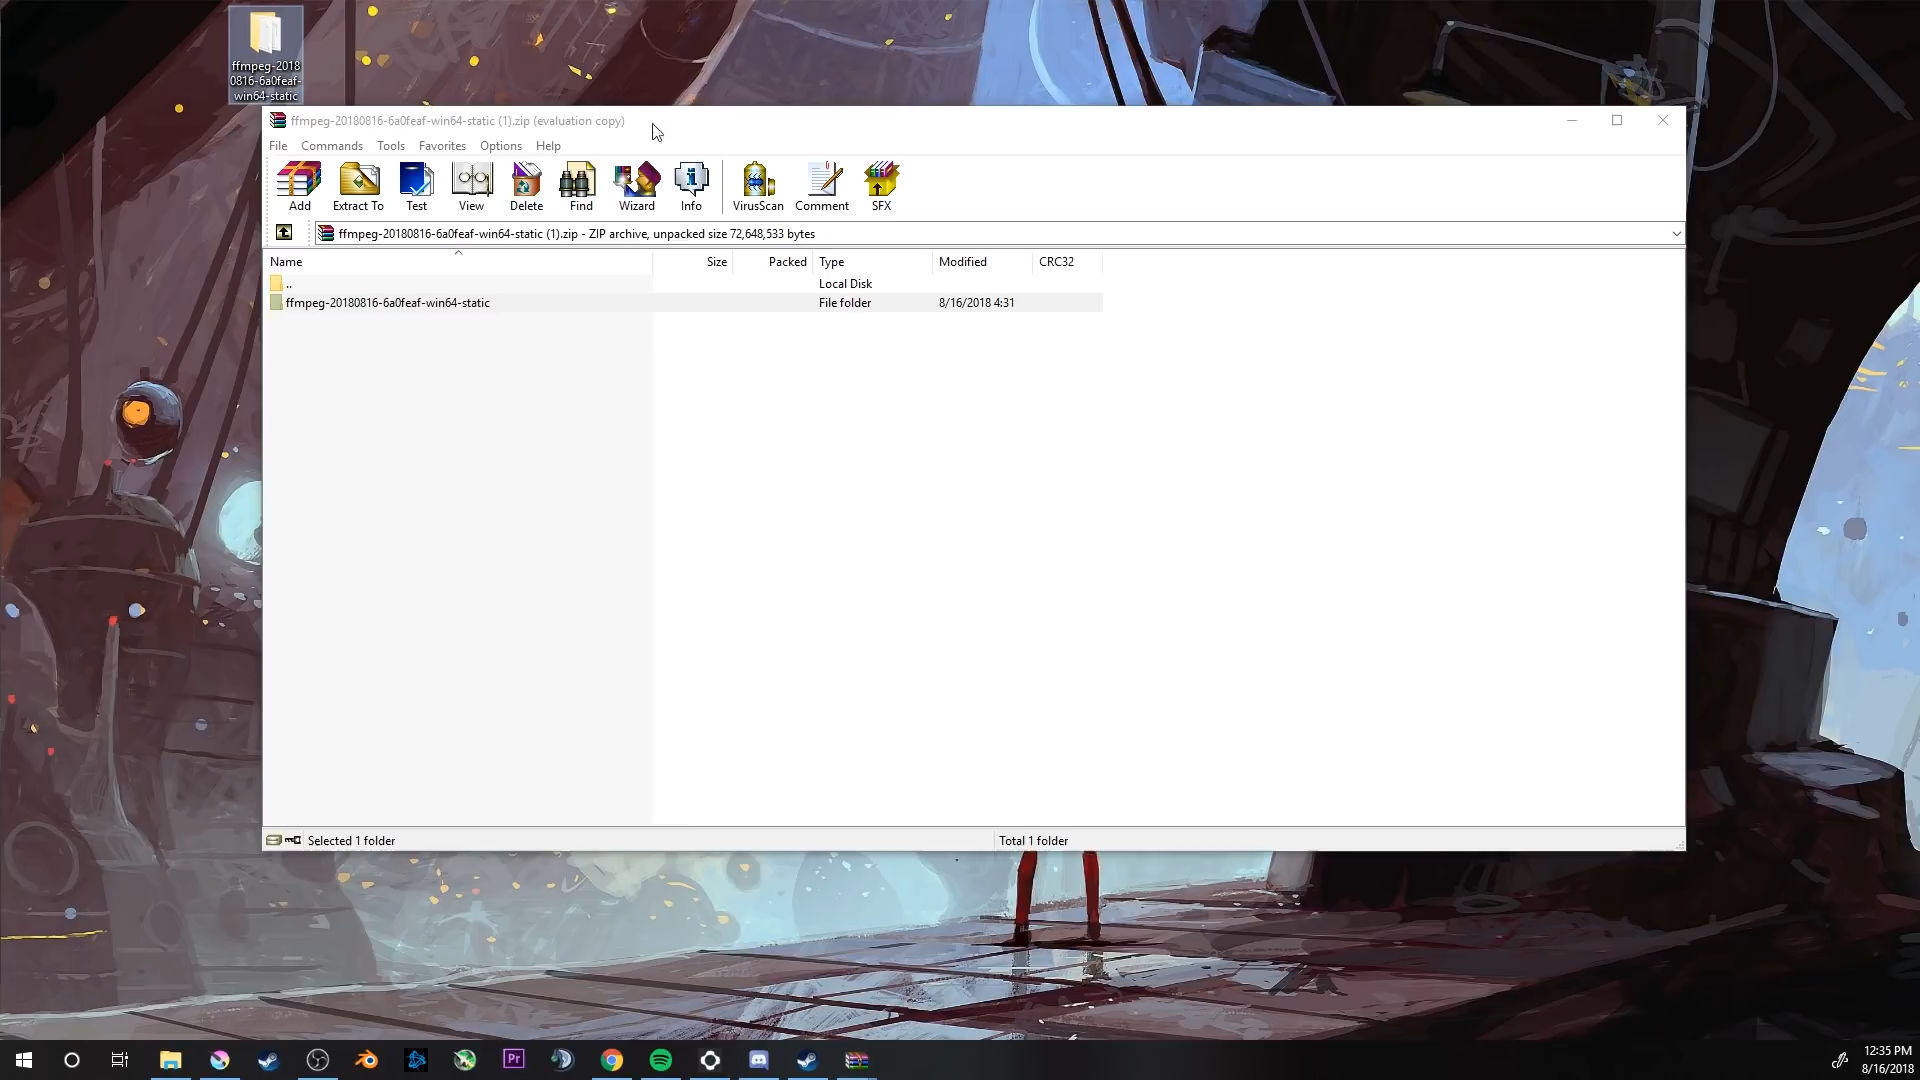 ffmpeg-2018
0816-6a0feaf-
win64-static
ffmpeg-20180816-6a0feaf-win64-static (1).zip (evaluation copy)
File Commands Tools Favorites Options Help
Add Extract To Test View Delete Find Wizard Info VirusScan Comment SFX
ffmpeg-20180816-6a0feaf-win64-static (1).zip - ZIP archive, unpacked size 72,648,533 bytes
Name Size Packed Type Modified CRC32
.. Local Disk
ffmpeg-20180816-6a0feaf-win64-static File folder 8/16/2018 4:31
Selected 1 folder Total 1 folder
Pr
12:35 PM
8/16/2018